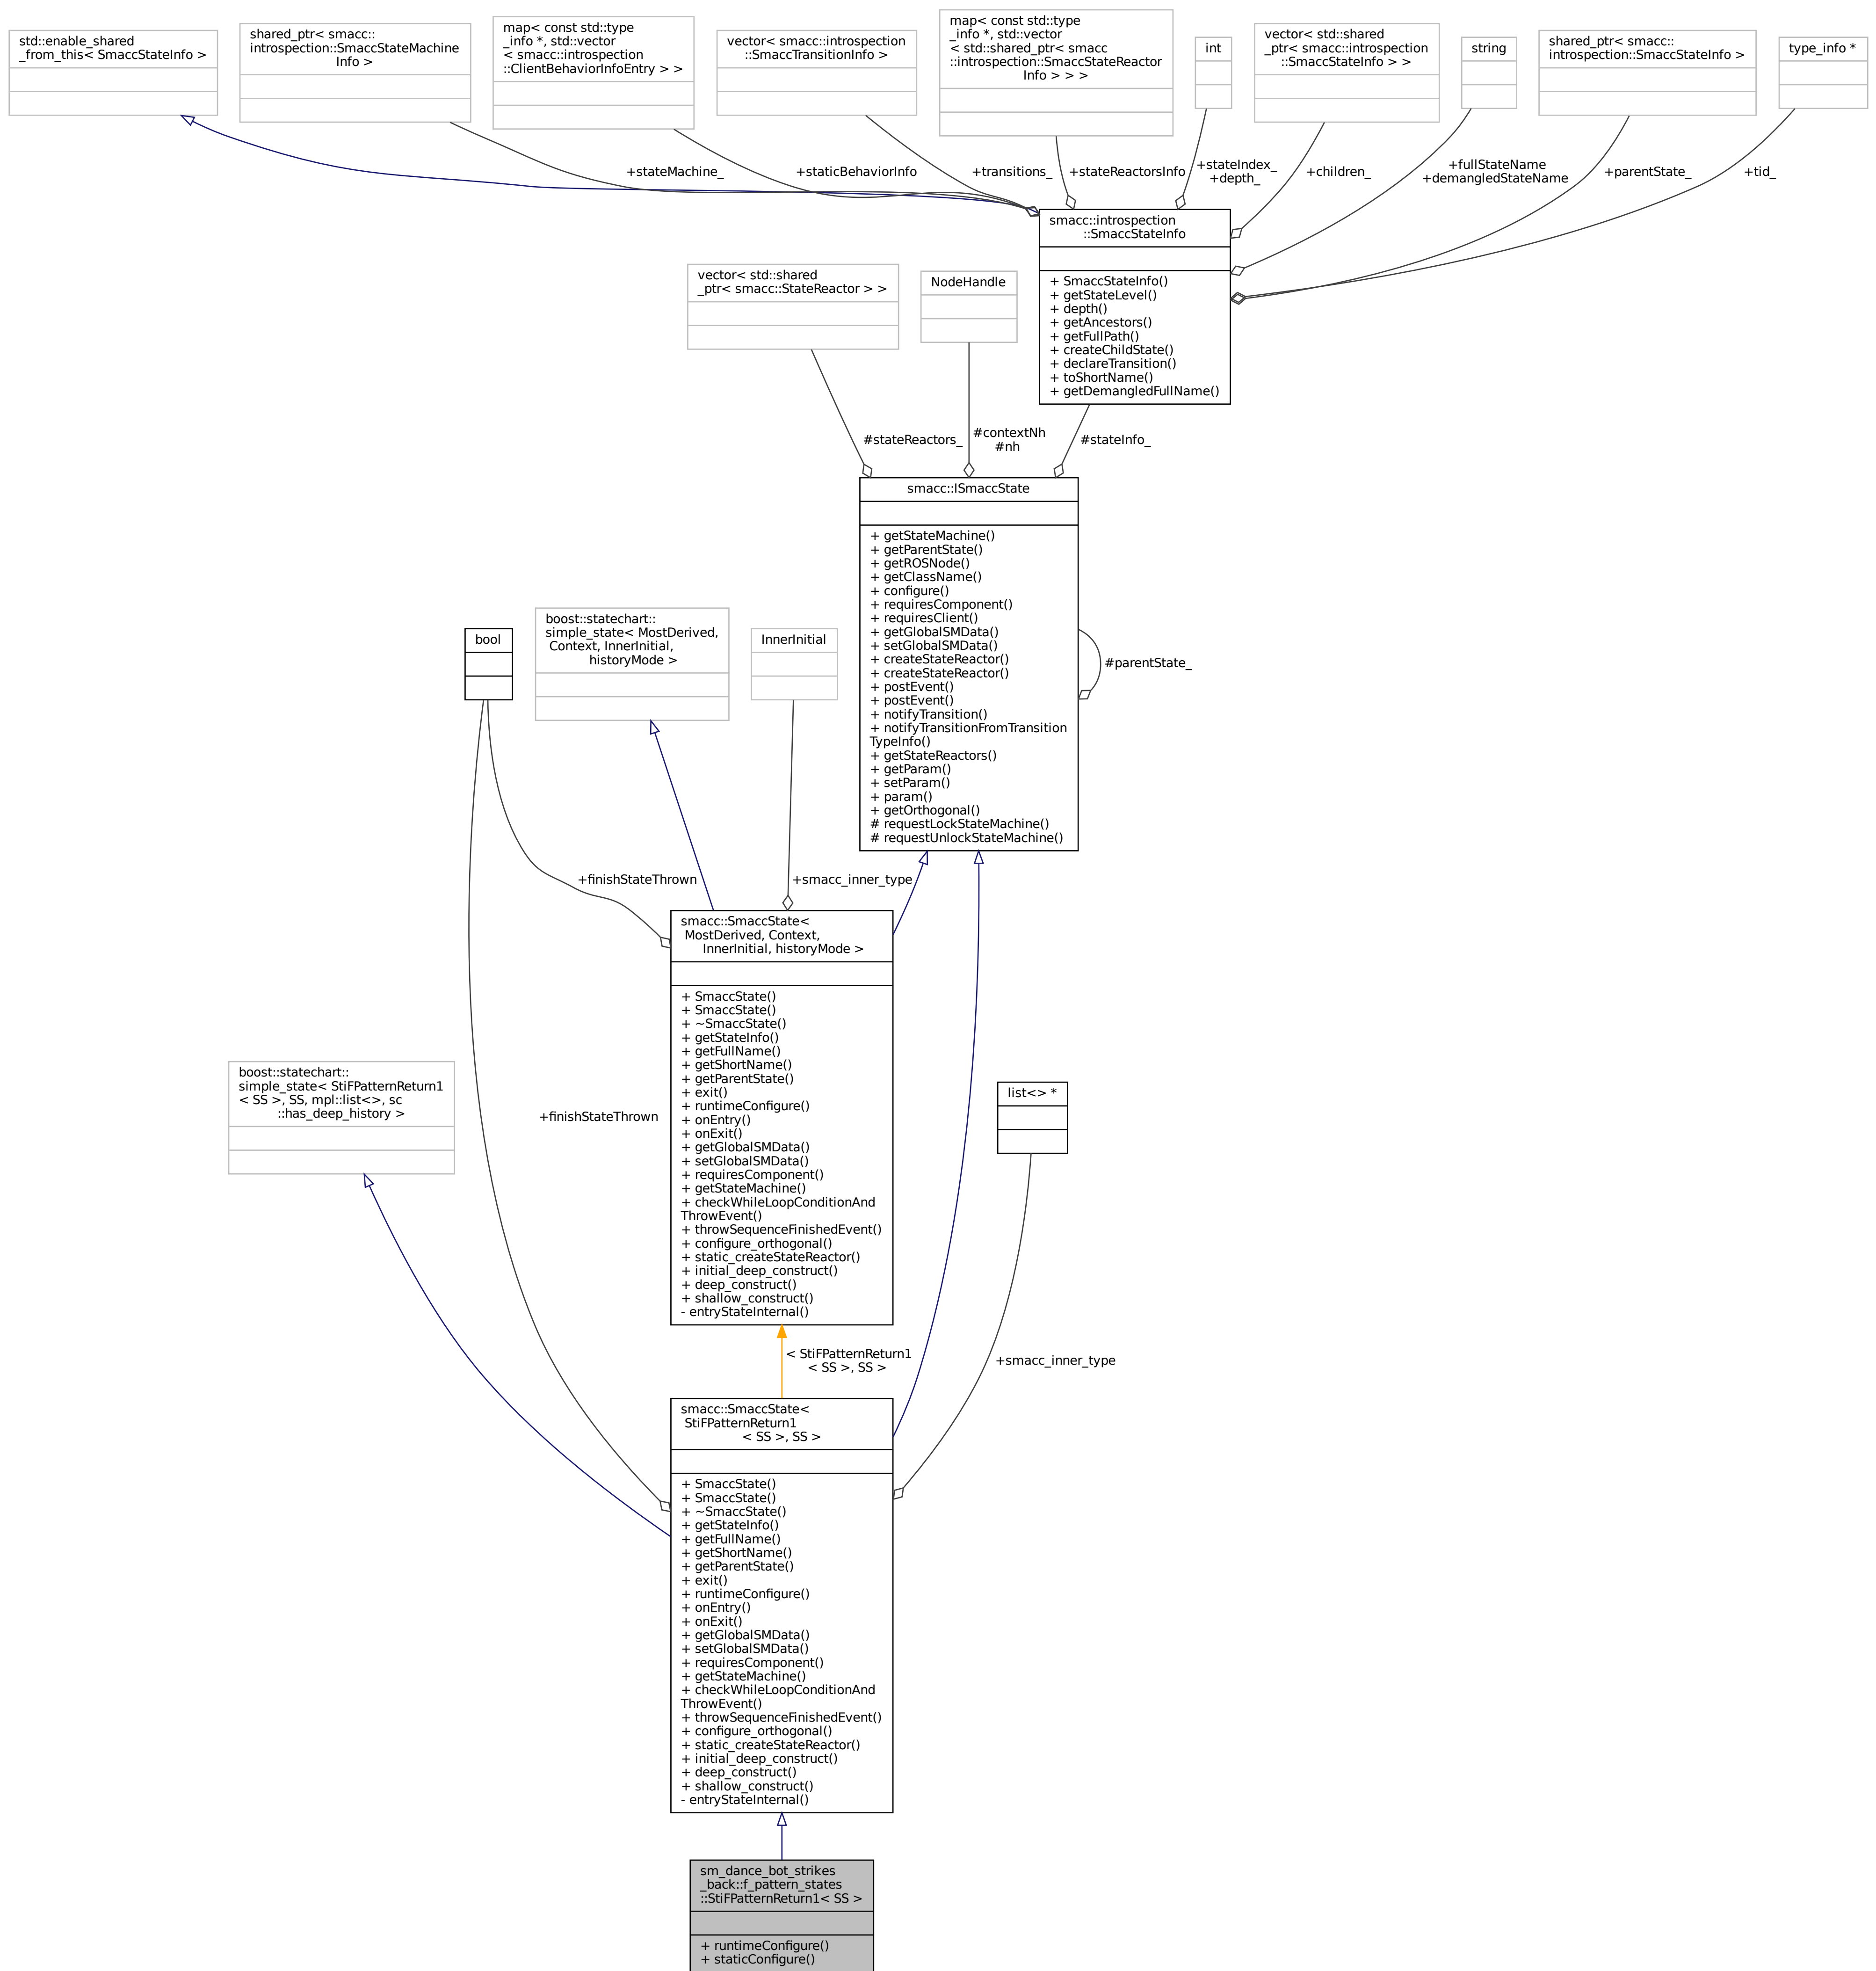 std::enable_shared
_from_this< SmaccStateInfo >
shared_ptr< smacc::
introspection::SmaccStateMachine
Info >
map< const std::type
_info *, std::vector
< smacc::introspection
::ClientBehaviorInfoEntry > >
vector< smacc::introspection
::SmaccTransitionInfo >
map< const std::type
_info *, std::vector
< std::shared_ptr< smacc
::introspection::SmaccStateReactor
Info > > >
int
vector< std::shared
_ptr< smacc::introspection
::SmaccStateInfo > >
string
shared_ptr< smacc::
introspection::SmaccStateInfo >
type_info *
+stateMachine_
+staticBehaviorInfo
+transitions_
+stateReactorsInfo
+stateIndex_
+depth_
+children_
+fullStateName
+demangledStateName
+parentState_
+tid_
smacc::introspection
::SmaccStateInfo
+ SmaccStateInfo()
+ getStateLevel()
+ depth()
+ getAncestors()
+ getFullPath()
+ createChildState()
+ declareTransition()
+ toShortName()
+ getDemangledFullName()
vector< std::shared
_ptr< smacc::StateReactor > >
NodeHandle
#stateReactors_
#contextNh
#nh
#stateInfo_
smacc::ISmaccState
+ getStateMachine()
+ getParentState()
+ getROSNode()
+ getClassName()
+ configure()
+ requiresComponent()
+ requiresClient()
+ getGlobalSMData()
+ setGlobalSMData()
+ createStateReactor()
+ createStateReactor()
+ postEvent()
+ postEvent()
+ notifyTransition()
+ notifyTransitionFromTransition
TypeInfo()
+ getStateReactors()
+ getParam()
+ setParam()
+ param()
+ getOrthogonal()
# requestLockStateMachine()
# requestUnlockStateMachine()
#parentState_
bool
boost::statechart::
simple_state< MostDerived,
Context, InnerInitial,
historyMode >
InnerInitial
+finishStateThrown
+smacc_inner_type
smacc::SmaccState<
MostDerived, Context,
InnerInitial, historyMode >
+ SmaccState()
+ SmaccState()
+ ~SmaccState()
+ getStateInfo()
+ getFullName()
+ getShortName()
+ getParentState()
+ exit()
+ runtimeConfigure()
+ onEntry()
+ onExit()
+ getGlobalSMData()
+ setGlobalSMData()
+ requiresComponent()
+ getStateMachine()
+ checkWhileLoopConditionAnd
ThrowEvent()
+ throwSequenceFinishedEvent()
+ configure_orthogonal()
+ static_createStateReactor()
+ initial_deep_construct()
+ deep_construct()
+ shallow_construct()
- entryStateInternal()
boost::statechart::
simple_state< StiFPatternReturn1
< SS >, SS, mpl::list<>, sc
::has_deep_history >
+finishStateThrown
list<> *
< StiFPatternReturn1
< SS >, SS >
+smacc_inner_type
smacc::SmaccState<
StiFPatternReturn1
< SS >, SS >
+ SmaccState()
+ SmaccState()
+ ~SmaccState()
+ getStateInfo()
+ getFullName()
+ getShortName()
+ getParentState()
+ exit()
+ runtimeConfigure()
+ onEntry()
+ onExit()
+ getGlobalSMData()
+ setGlobalSMData()
+ requiresComponent()
+ getStateMachine()
+ checkWhileLoopConditionAnd
ThrowEvent()
+ throwSequenceFinishedEvent()
+ configure_orthogonal()
+ static_createStateReactor()
+ initial_deep_construct()
+ deep_construct()
+ shallow_construct()
- entryStateInternal()
sm_dance_bot_strikes
_back::f_pattern_states
::StiFPatternReturn1< SS >
+ runtimeConfigure()
+ staticConfigure()